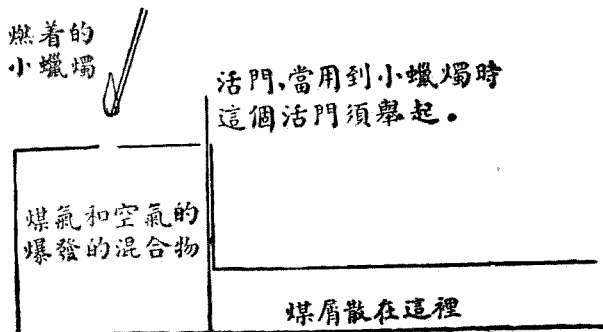 燃着的
小蠟燭
活門,當用到小蠟燭時
這個活門須舉起。
煤氣和空氣的
爆發的混合物
煤屑散在這裡